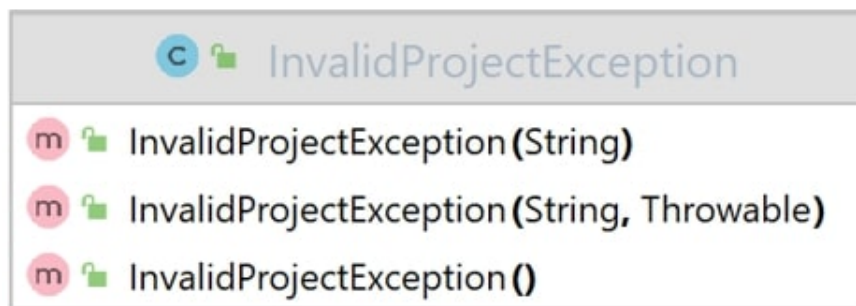 C InvalidProjectException
m InvalidProjectException(String)
m InvalidProjectException(String, Throwable)
m InvalidProjectException()